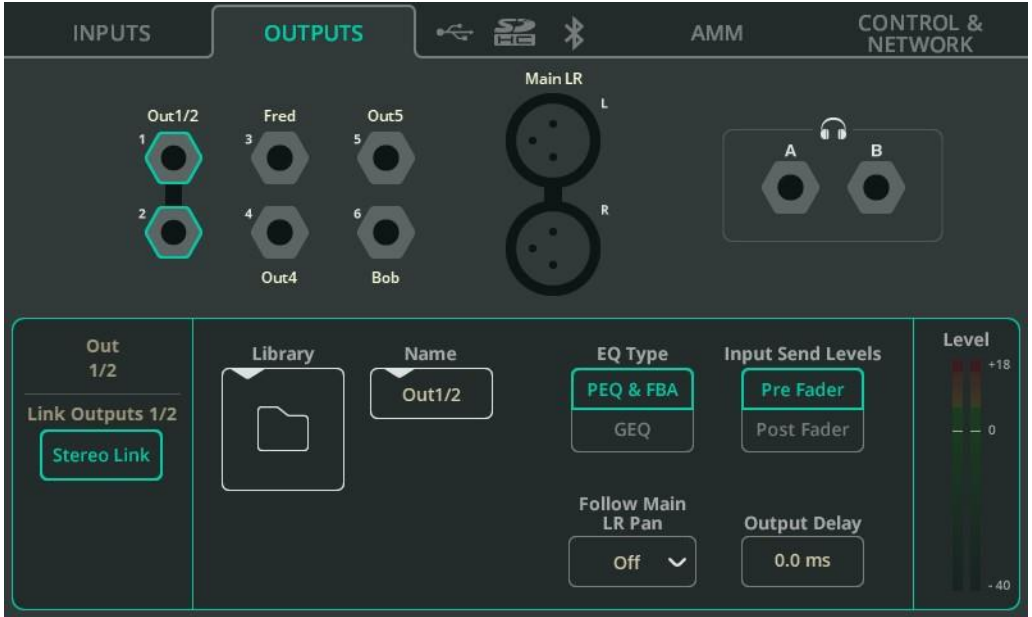 INPUTS
OUTPUTS
SD
HC
AMM
CONTROL &
NETWORK
Main LR
Out1/2
Fred
Out5
L
1
3
5
A
B
2
4
6
R
Out4
Bob
Out
1/2
Link Outputs 1/2
Stereo Link
Library
Name
Out1/2
EQ Type
PEQ & FBA
GEQ
Input Send Levels
Pre Fader
Post Fader
Follow Main
LR Pan
Off
Output Delay
0.0 ms
Level
+18
0
- 40